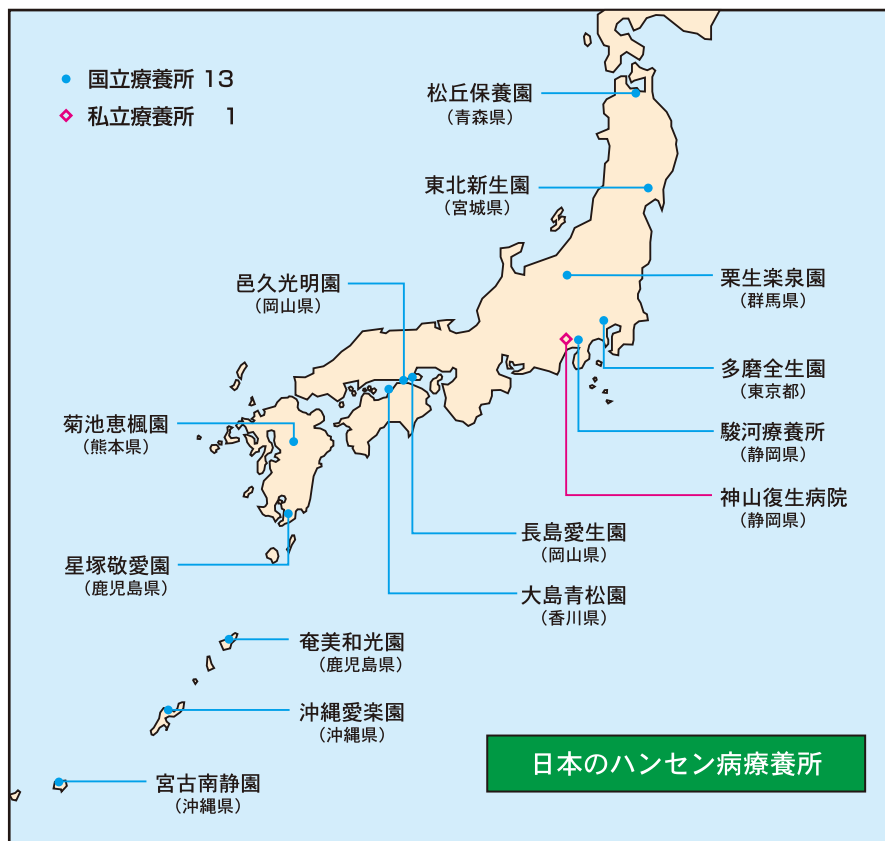 国立療養所 13
私立療養所 1
松丘保養園
（青森県）
東北新生園
（宮城県）
栗生楽泉園
（群馬県）
邑久光明園
（岡山県）
多磨全生園
（東京都）
菊池恵楓園
（熊本県）
駿河療養所
（静岡県）
神山復生病院
（静岡県）
長島愛生園
（岡山県）
星塚敬愛園
（鹿児島県）
大島青松園
（香川県）
奄美和光園
（鹿児島県）
沖縄愛楽園
（沖縄県）
宮古南静園
（沖縄県）
日本のハンセン病療養所